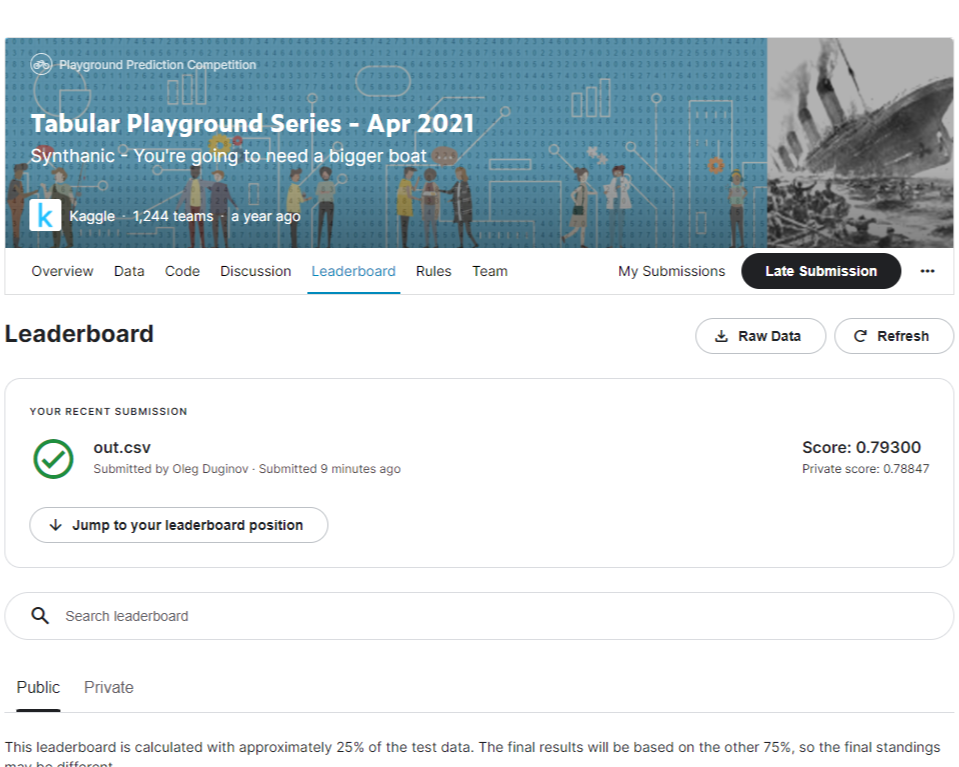 Playground Prediction Competition
Tabular Playground Series - Apr 2021
Synthanic - You're going to need a bigger boat
k Kaggle · 1,244 teams · a year ago
Overview Data Code Discussion Leaderboard Rules Team My Submissions Late Submission ...
Leaderboard Raw Data Refresh
YOUR RECENT SUBMISSION
out.csv Score: 0.79300
Submitted by Oleg Duginov · Submitted 9 minutes ago Private score: 0.78847
Jump to your leaderboard position
Search leaderboard
Public Private
This leaderboard is calculated with approximately 25% of the test data. The final results will be based on the other 75%, so the final standings
may be different.